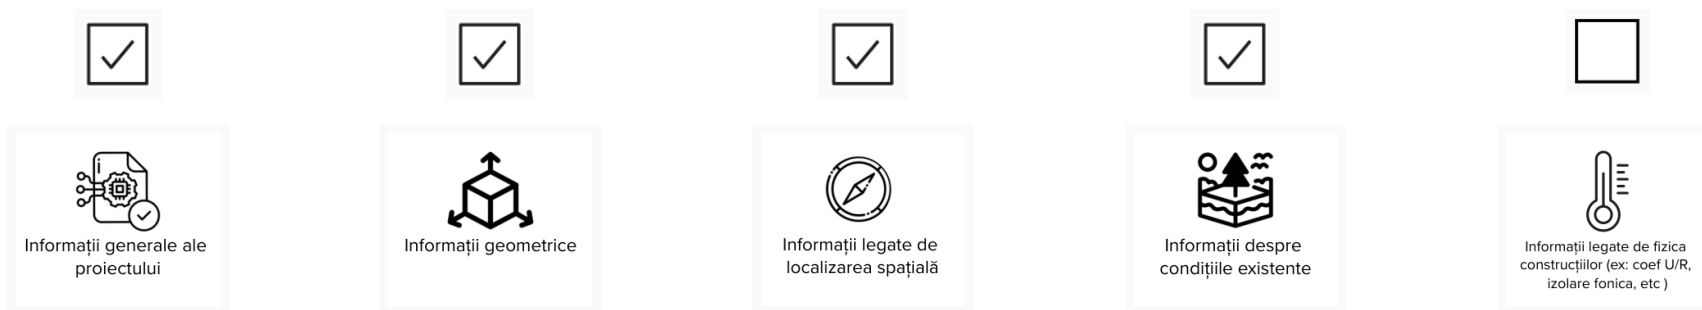 Informații generale ale
proiectului
Informații geometrice
Informații legate de
localizarea spațială
Informații despre
condițiile existente
Informații legate de fizica
construcțiilor (ex: coef U/R,
izolare fonica, etc )